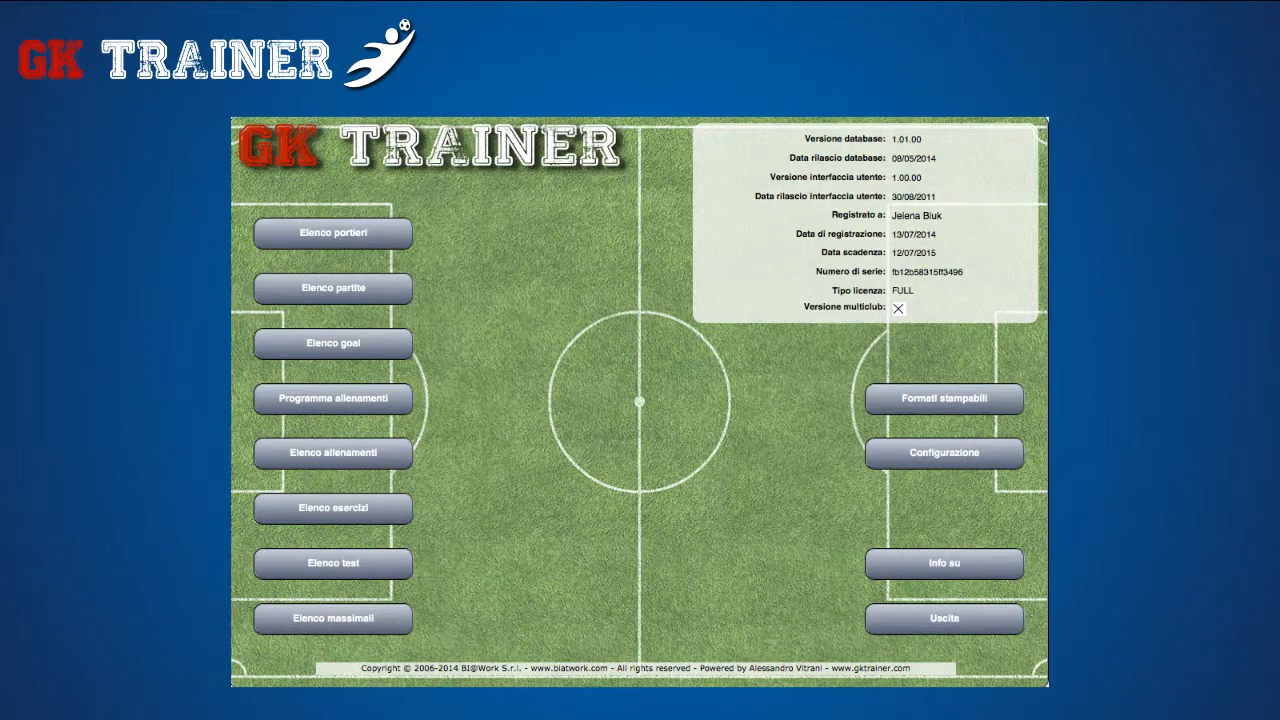 GK TRAINER
GK TRAINER
Versione database: 1.01.00
Data rilascio database: 08/05/2014
Versione interfaccia utente: 1.00.00
Data rilascio interfaccia utente: 30/08/2011
Registrato a: Jelena Biuk
Data di registrazione: 13/07/2014
Data scadenza: 12/07/2015
Numero di serie: fb12b58315ff3496
Tipo licenza: FULL
Versione multiclub:
Elenco portieri
Elenco partite
Elenco goal
Programma allenamenti
Elenco allenamenti
Elenco esercizi
Elenco test
Elenco massimali
Formati stampabili
Configurazione
Info su
Uscita
Copyright © 2006-2014 BI@Work S.r.l. - www.biatwork.com - All rights reserved - Powered by Alessandro Vitrani - www.gktrainer.com